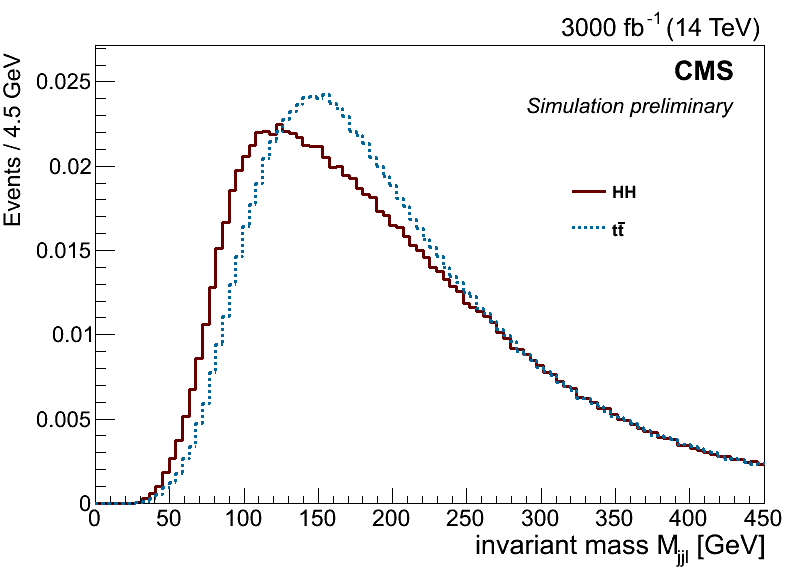 3000 fb⁻¹ (14 TeV)
CMS
Simulation preliminary
Events / 4.5 GeV
0.025
0.02
0.015
0.01
0.005
0
HH
tt̄
0 50 100 150 200 250 300 350 400 450
invariant mass M_jjl [GeV]